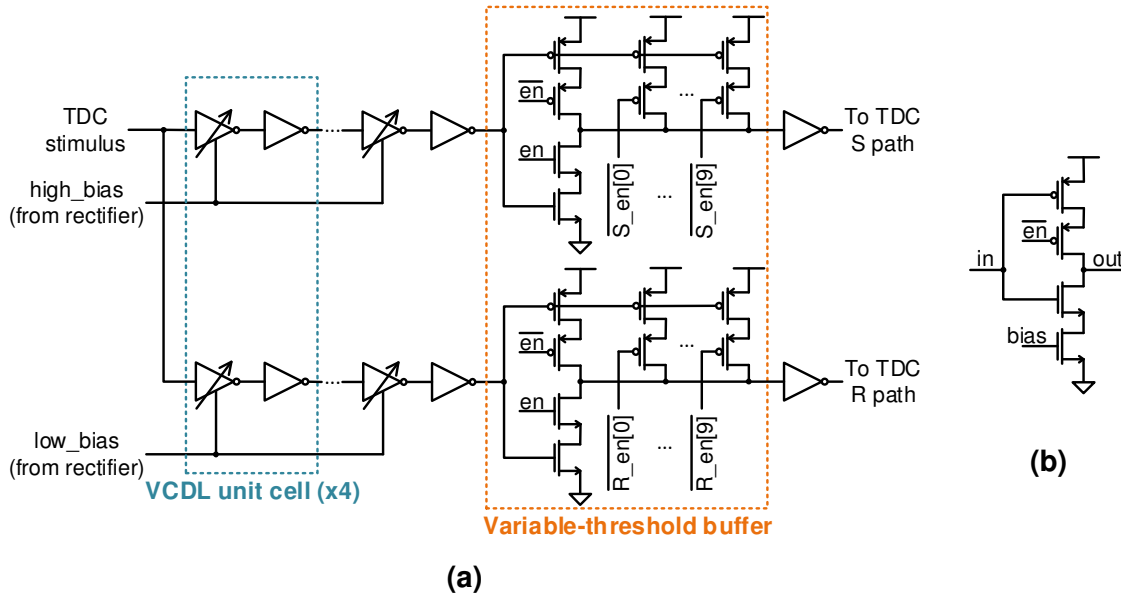 TDC
stimulus
high_bias
(from rectifier)
en
en
S_en[0]
...
S_en[9]
...
To TDC
S path
low_bias
(from rectifier)
en
en
R_en[0]
...
R_en[9]
...
To TDC
R path
VCDL unit cell (x4)
Variable-threshold buffer
(a)
in
en
out
bias
(b)